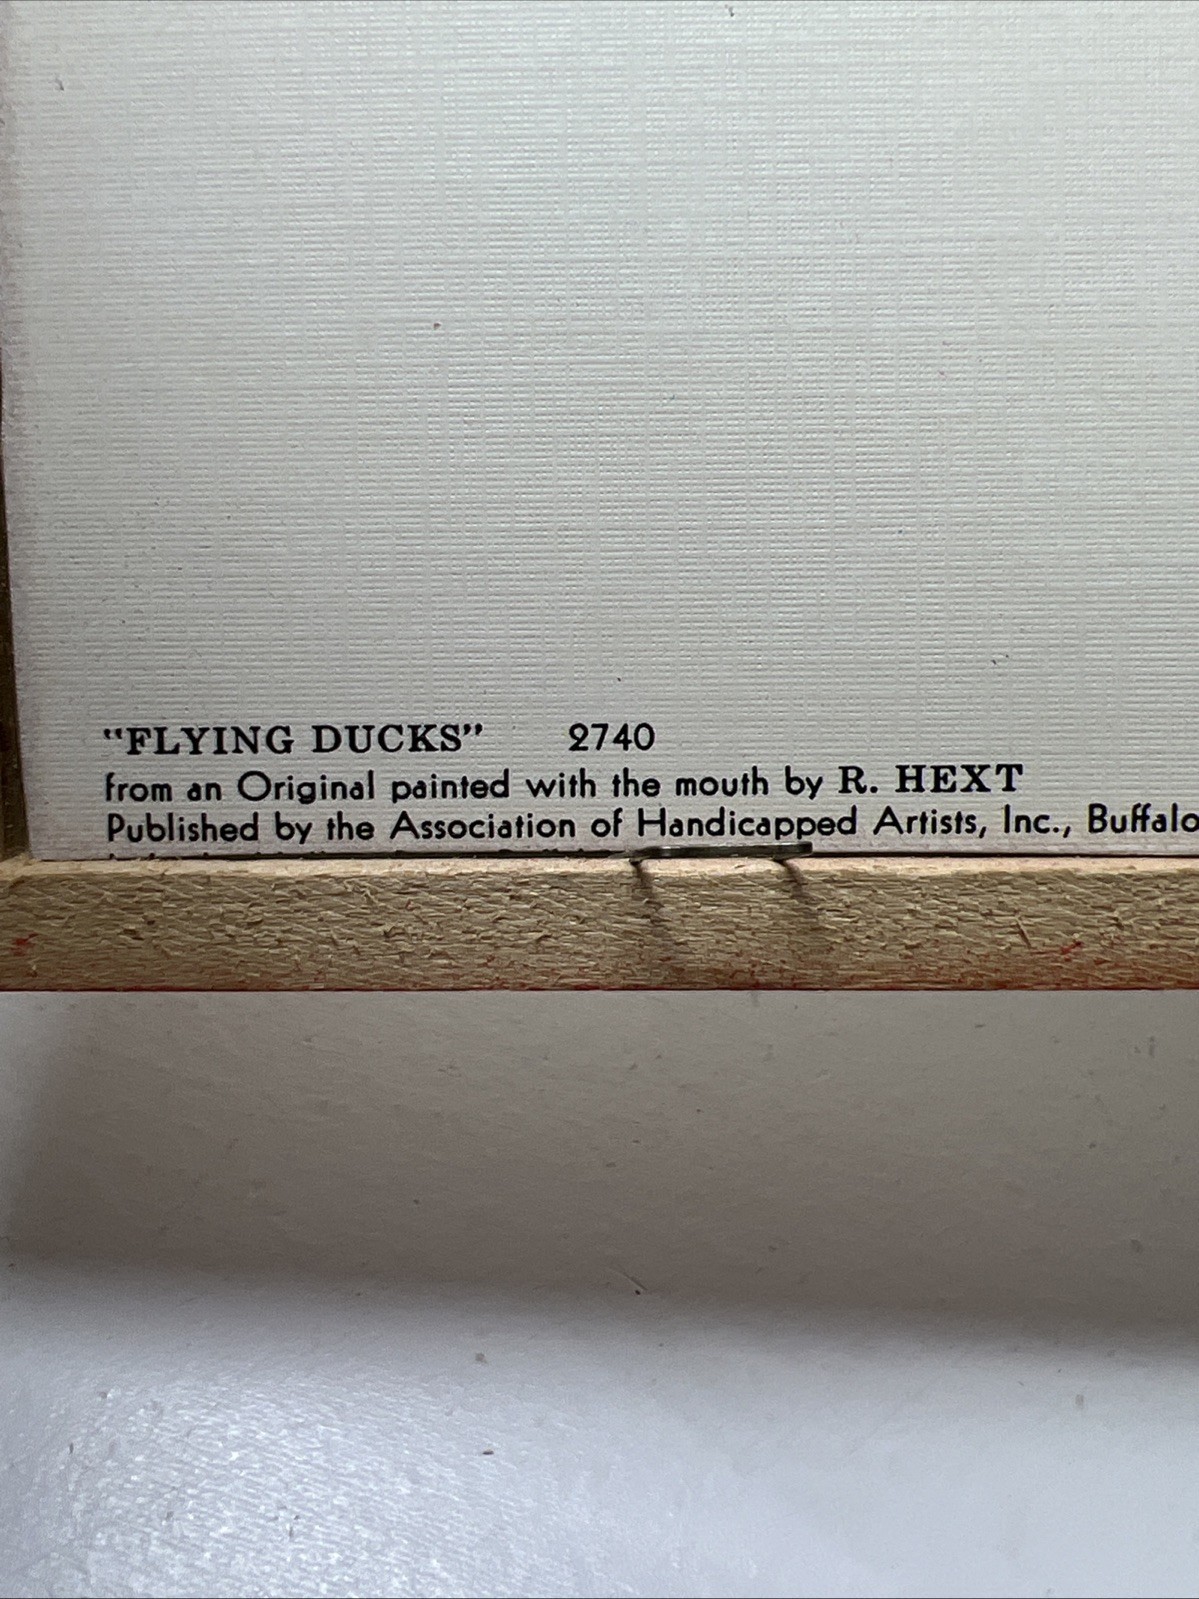 "FLYING DUCKS" 2740
from an Original painted with the mouth by R. HEXT
Published by the Association of Handicapped Artists, Inc., Buffalo